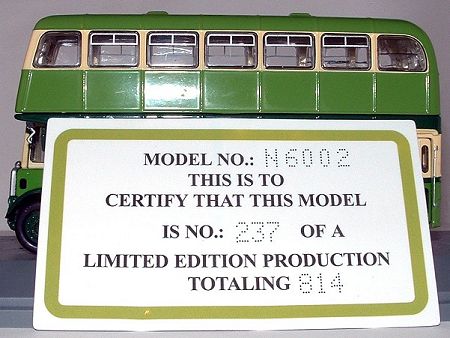 MODEL NO.: N6002
THIS IS TO
CERTIFY THAT THIS MODEL
IS NO.: 237 OF A
LIMITED EDITION PRODUCTION
TOTALING 814